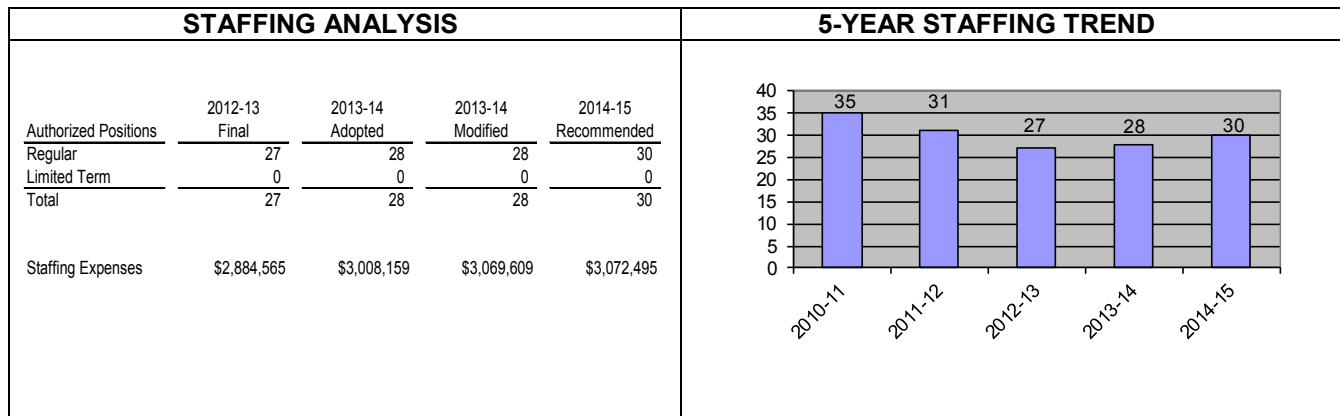 STAFFING ANALYSIS
2012-13 2013-14 2013-14 2014-15
Authorized Positions Final Adopted Modified Recommended
Regular 27 28 28 30
Limited Term 0 0 0 0
Total 27 28 28 30
Staffing Expenses $2,884,565 $3,008,159 $3,069,609 $3,072,495
5-YEAR STAFFING TREND
40
35
30
25
20
15
10
5
0
35 31 27 28 30
2010-11 2011-12 2012-13 2013-14 2014-15